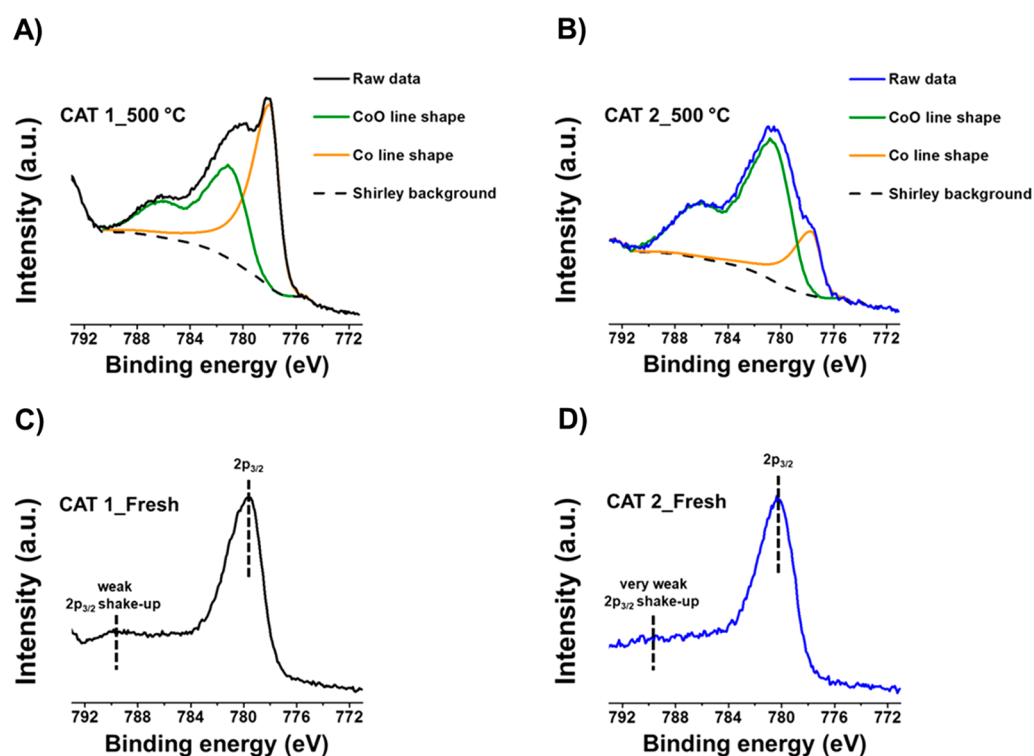 A)
CAT 1_500 °C
Raw data
CoO line shape
Co line shape
Shirley background
Intensity (a.u.)
792 788 784 780 776 772
Binding energy (eV)
B)
CAT 2_500 °C
Raw data
CoO line shape
Co line shape
Shirley background
Intensity (a.u.)
792 788 784 780 776 772
Binding energy (eV)
C)
CAT 1_Fresh
2p3/2
weak
2p3/2 shake-up
Intensity (a.u.)
792 788 784 780 776 772
Binding energy (eV)
D)
CAT 2_Fresh
2p3/2
very weak
2p3/2 shake-up
Intensity (a.u.)
792 788 784 780 776 772
Binding energy (eV)